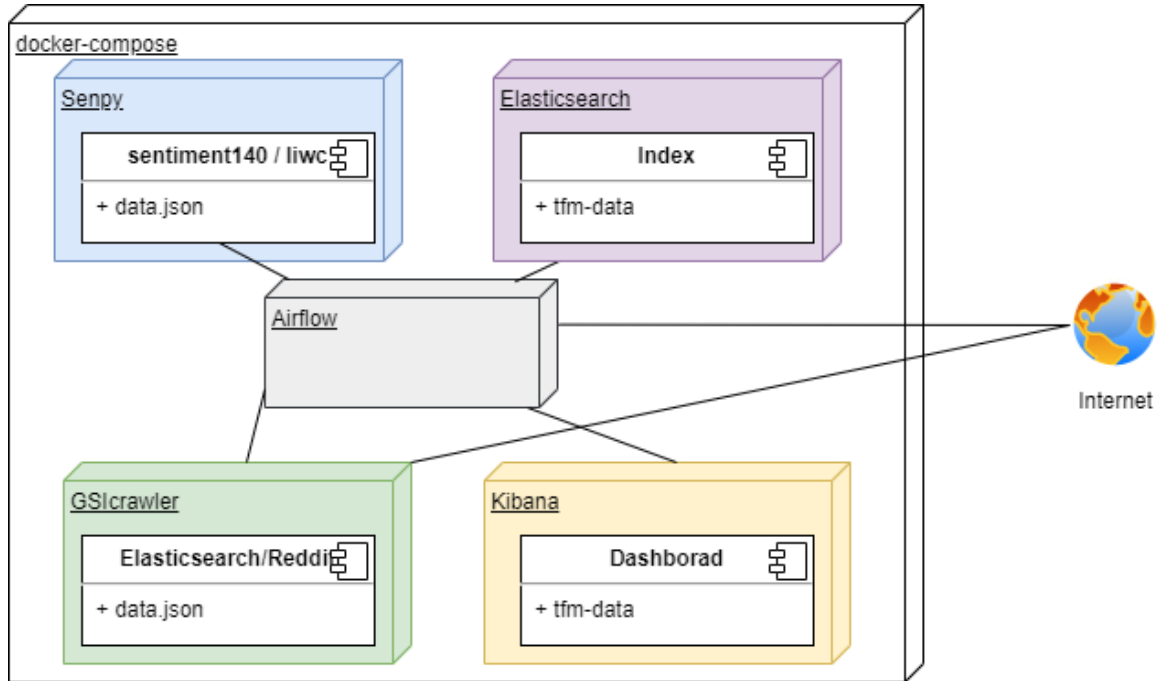 docker-compose
Senpy
sentiment140 / liwc
+ data.json
Elasticsearch
Index
+ tfm-data
Airflow
Internet
GSIcrawler
Elasticsearch/Reddit
+ data.json
Kibana
Dashborad
+ tfm-data